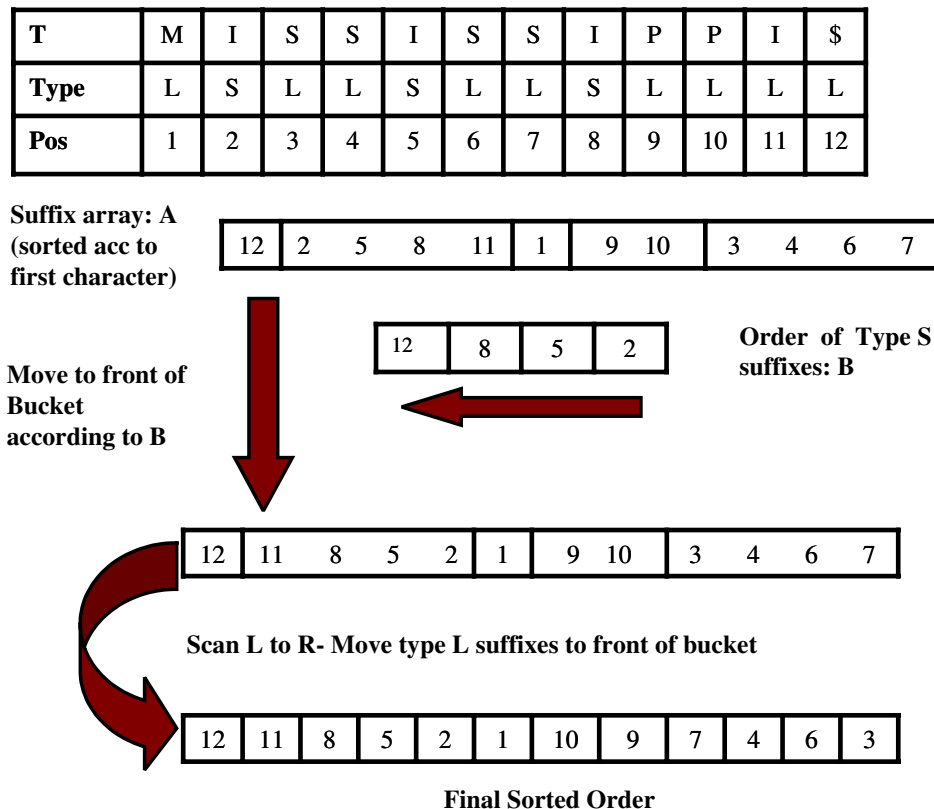 T M I S S I S S I P P I $
Type L S L L S L L S L L L L
Pos 1 2 3 4 5 6 7 8 9 10 11 12
Suffix array: A
(sorted acc to
first character)
12 2 5 8 11 1 9 10 3 4 6 7
12 8 5 2
Order of Type S
suffixes: B
Move to front of
Bucket
according to B
12 11 8 5 2 1 9 10 3 4 6 7
Scan L to R- Move type L suffixes to front of bucket
12 11 8 5 2 1 10 9 7 4 6 3
Final Sorted Order